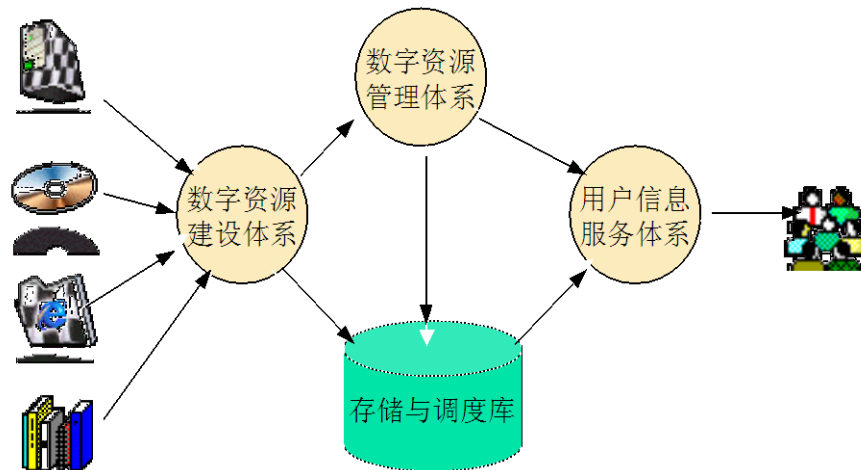 数字资源
管理体系
数字资源
建设体系
用户信息
服务体系
存储与调度库